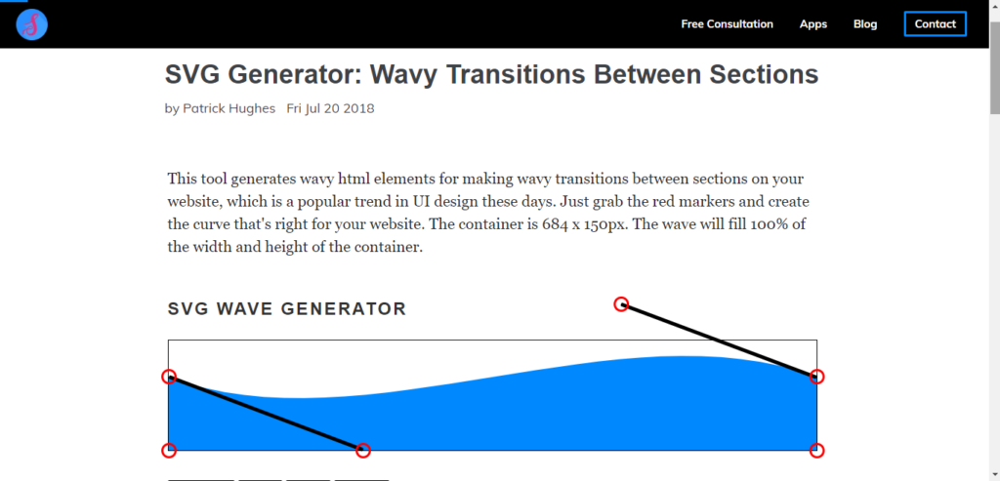 Free Consultation Apps Blog Contact
SVG Generator: Wavy Transitions Between Sections
by Patrick Hughes Fri Jul 20 2018
This tool generates wavy html elements for making wavy transitions between sections on your
website, which is a popular trend in UI design these days. Just grab the red markers and create
the curve that's right for your website. The container is 684 x 150px. The wave will fill 100% of
the width and height of the container.
SVG WAVE GENERATOR